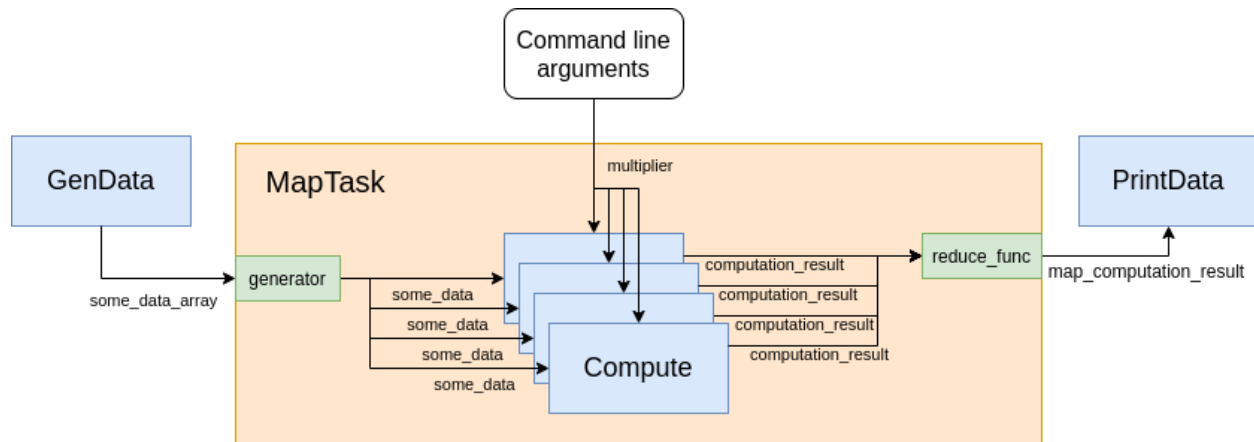 Command line
arguments
GenData
MapTask
multiplier
PrintData
generator
reduce_func
some_data_array
map_computation_result
some_data
some_data
some_data
some_data
computation_result
computation_result
computation_result
computation_result
Compute